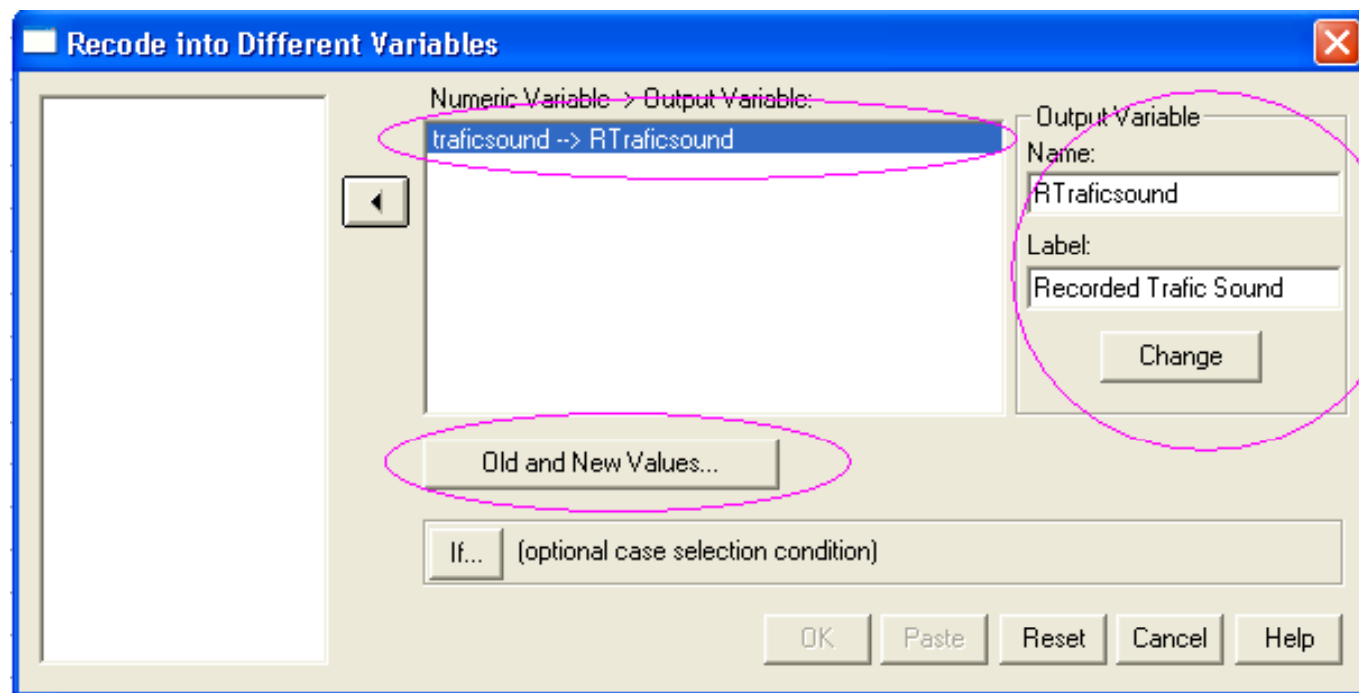 Recode into Different Variables
Numeric Variable -> Output Variable:
traficsound --> RTraficsound
Output Variable
Name:
RTraficsound
Label:
Recorded Trafic Sound
Change
Old and New Values...
If... (optional case selection condition)
OK Paste Reset Cancel Help